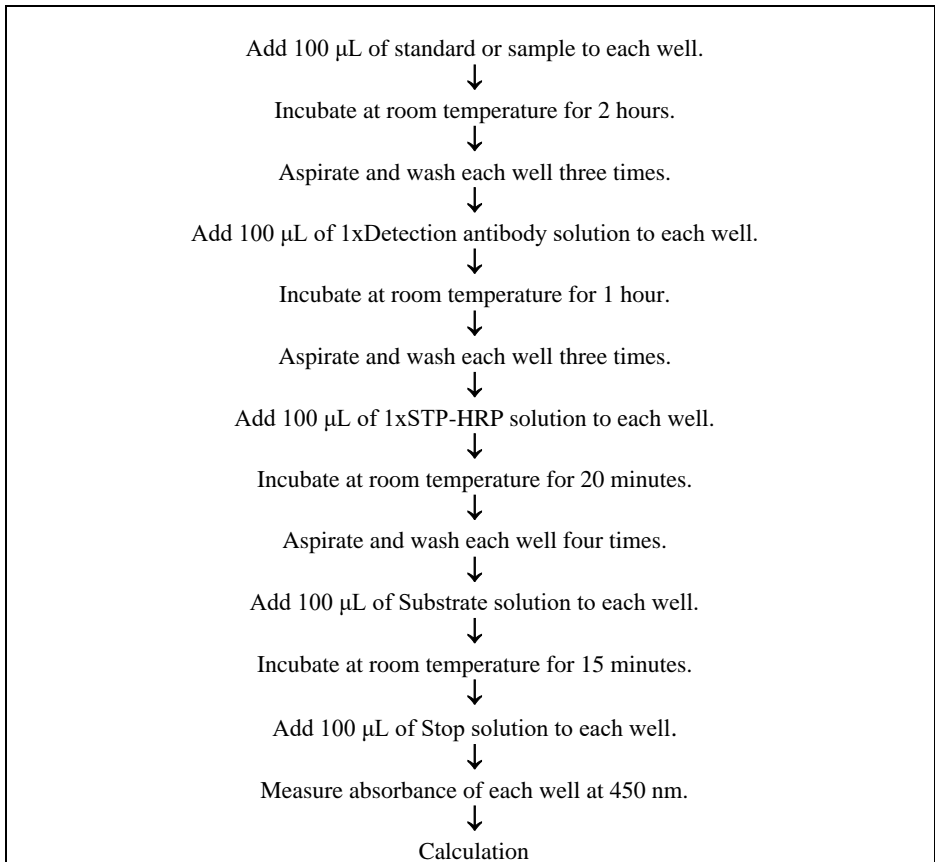 Add 100 μL of standard or sample to each well.
↓
Incubate at room temperature for 2 hours.
↓
Aspirate and wash each well three times.
↓
Add 100 μL of 1xDetection antibody solution to each well.
↓
Incubate at room temperature for 1 hour.
↓
Aspirate and wash each well three times.
↓
Add 100 μL of 1xSTP-HRP solution to each well.
↓
Incubate at room temperature for 20 minutes.
↓
Aspirate and wash each well four times.
↓
Add 100 μL of Substrate solution to each well.
↓
Incubate at room temperature for 15 minutes.
↓
Add 100 μL of Stop solution to each well.
↓
Measure absorbance of each well at 450 nm.
↓
Calculation